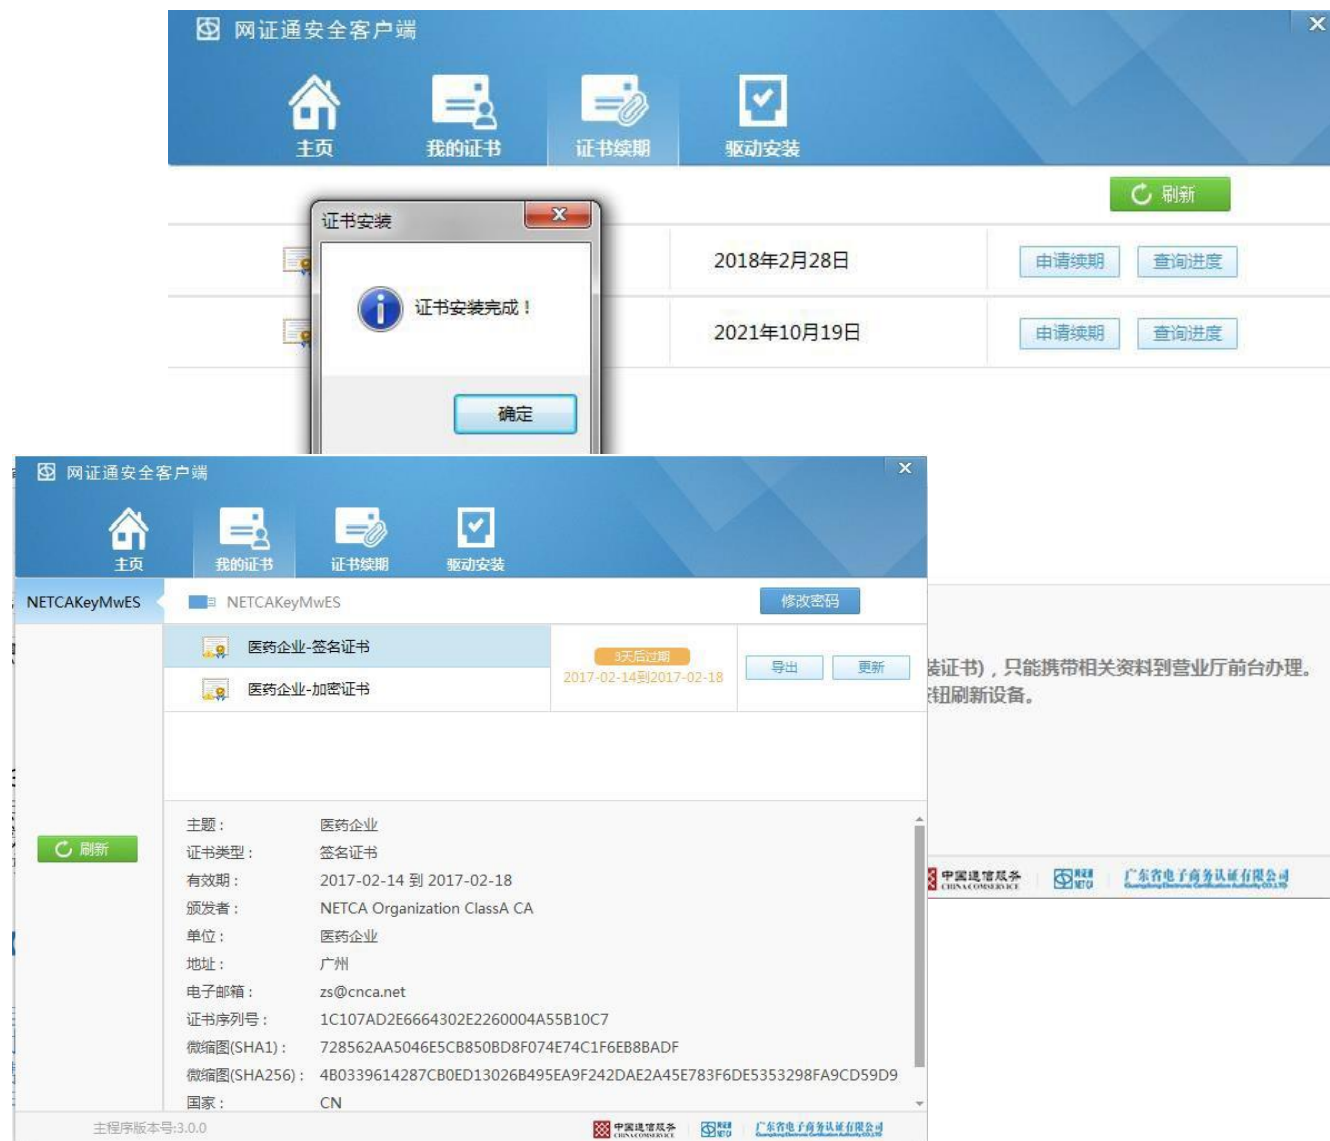 网证通安全客户端
主页 我的证书 证书续期 驱动安装
刷新
证书安装
2018年2月28日 申请续期 查询进度
证书安装完成！
2021年10月19日 申请续期 查询进度
确定
网证通安全客户端
主页 我的证书 证书续期 驱动安装
NETCAKeyMwES NETCAKeyMwES 修改密码
医药企业-签名证书
3天后过期
2017-02-14到2017-02-18
导出 更新
医药企业-加密证书
装证书)，只能携带相关资料到营业厅前台办理。
钮刷新设备。
刷新
主题： 医药企业
证书类型： 签名证书
有效期： 2017-02-14 到 2017-02-18
颁发者： NETCA Organization ClassA CA
单位： 医药企业
地址： 广州
电子邮箱： zs@cnca.net
证书序列号： 1C107AD2E6664302E2260004A55B10C7
微缩图(SHA1)： 728562AA5046E5CB850BD8F074E74C1F6EB8BADF
微缩图(SHA256)： 4B0339614287CB0ED13026B495EA9F242DAE2A45E783F6DE5353298FA9CD59D9
国家： CN
中国通信服务 CHINA COMSERVICE 网证通 NETCA 广东省电子商务认证有限公司
主程序版本号:3.0.0
中国通信服务 CHINA COMSERVICE 网证通 NETCA 广东省电子商务认证有限公司